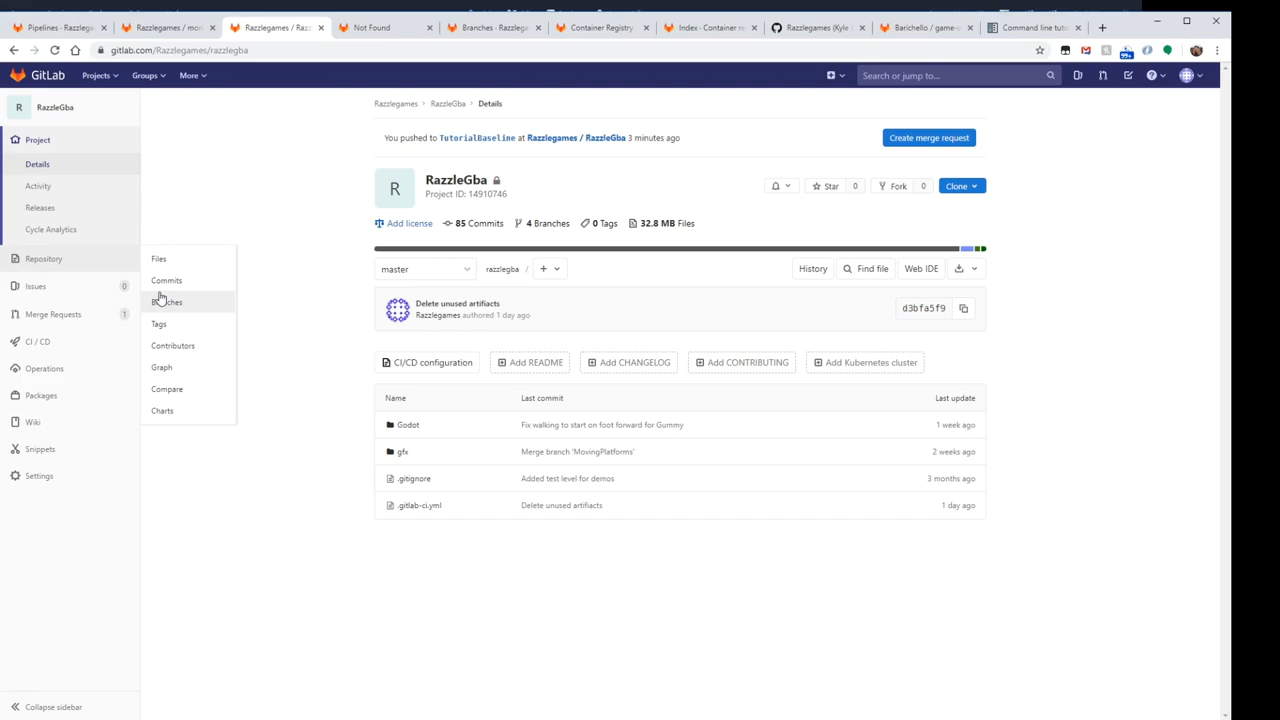 Pipelines · Razzlega
Razzlegames / mon
Razzlegames / Razz
Not Found
Branches · Razzlega
Container Registry
Index · Container re
Razzlegames (Kyle L
Barichello / game-c
Command line tuto
gitlab.com/Razzlegames/razzlegba
99+
GitLab
Projects
Groups
More
Search or jump to...
R
RazzleGba
Project
Details
Activity
Releases
Cycle Analytics
Repository
Issues
0
Merge Requests
1
CI / CD
Operations
Packages
Wiki
Snippets
Settings
Collapse sidebar
Files
Commits
Tags
Contributors
Graph
Compare
Charts
Razzlegames > RazzleGba > Details
You pushed to TutorialBaseline at Razzlegames / RazzleGba 3 minutes ago
Create merge request
R
RazzleGba
Project ID: 14910746
Star 0
Fork 0
Clone
Add license
85 Commits
4 Branches
0 Tags
32.8 MB Files
master
razzlegba / +
History
Find file
Web IDE
Delete unused artifiacts
Razzlegames authored 1 day ago
d3bfa5f9
CI/CD configuration
Add README
Add CHANGELOG
Add CONTRIBUTING
Add Kubernetes cluster
Name Last commit Last update
Godot Fix walking to start on foot forward for Gummy 1 week ago
gfx Merge branch 'MovingPlatforms' 2 weeks ago
.gitignore Added test level for demos 3 months ago
.gitlab-ci.yml Delete unused artifiacts 1 day ago